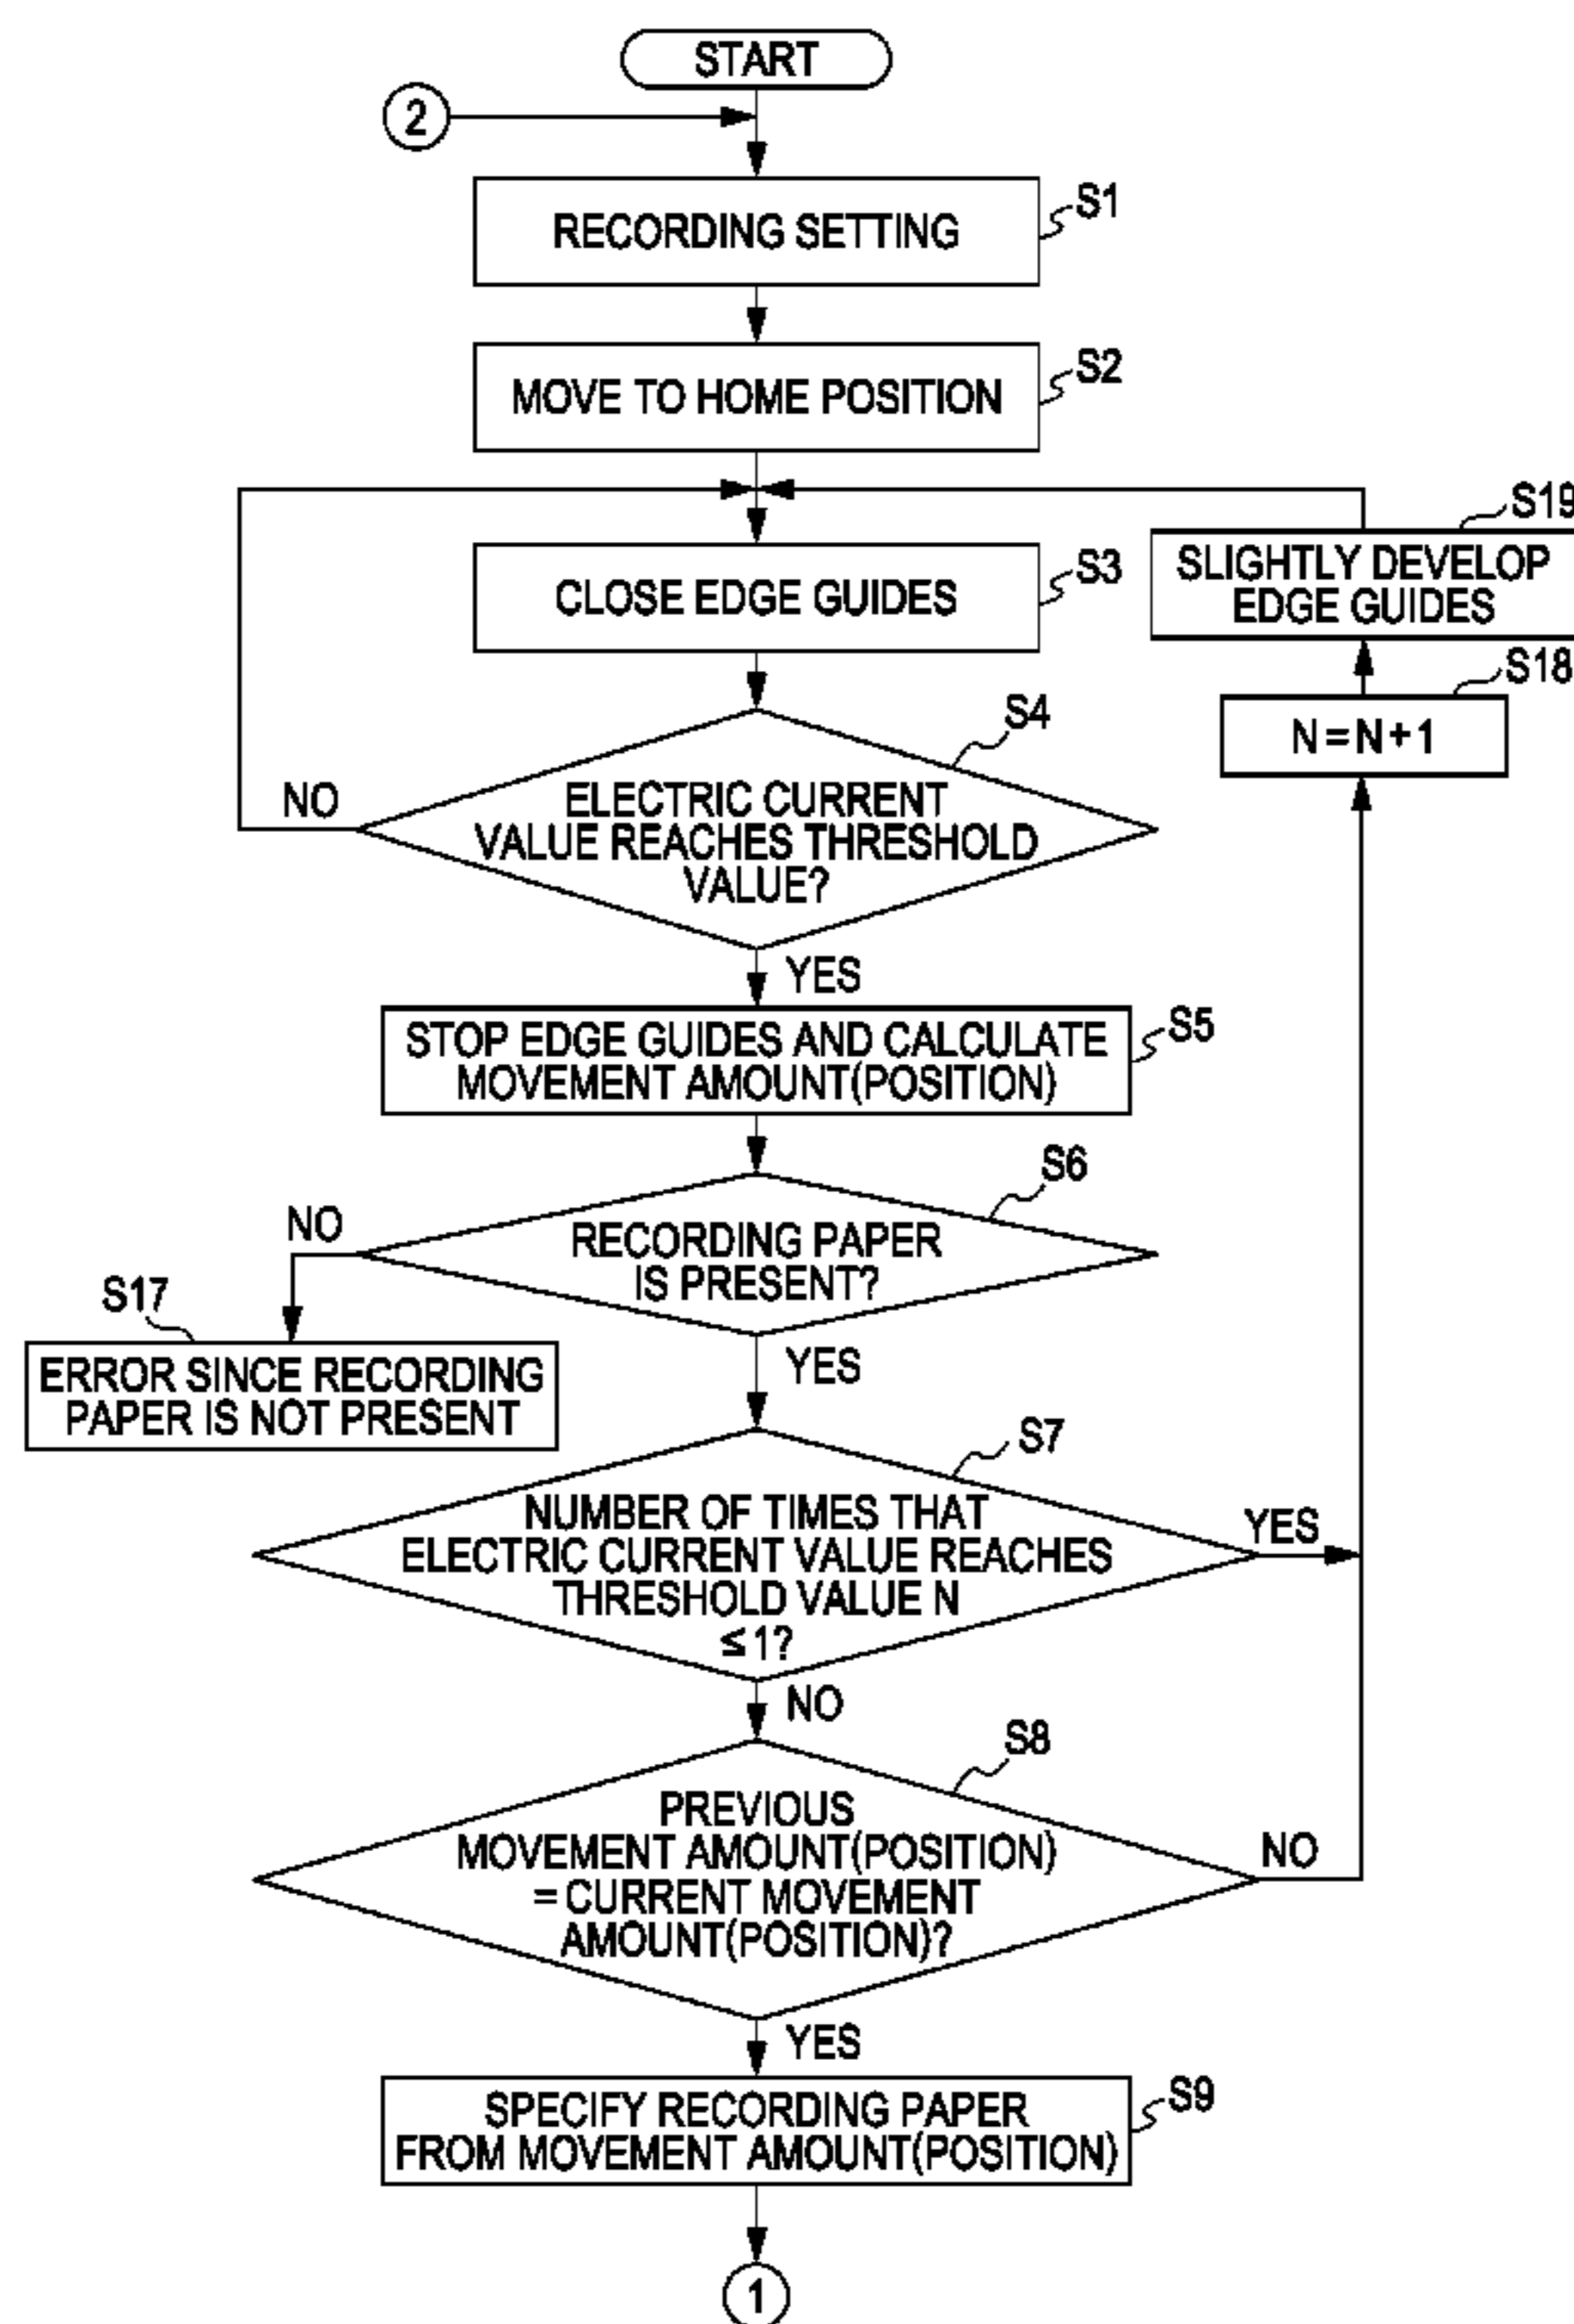 START
2
RECORDING SETTING
S1
MOVE TO HOME POSITION
S2
CLOSE EDGE GUIDES
S3
SLIGHTLY DEVELOP
EDGE GUIDES
S19
N=N+1
S18
ELECTRIC CURRENT
VALUE REACHES THRESHOLD
VALUE?
S4
NO
YES
STOP EDGE GUIDES AND CALCULATE
MOVEMENT AMOUNT(POSITION)
S5
RECORDING PAPER
IS PRESENT?
S6
NO
S17
ERROR SINCE RECORDING
PAPER IS NOT PRESENT
YES
NUMBER OF TIMES THAT
ELECTRIC CURRENT VALUE REACHES
THRESHOLD VALUE N
≤ 1?
S7
YES
NO
PREVIOUS
MOVEMENT AMOUNT(POSITION)
= CURRENT MOVEMENT
AMOUNT(POSITION)?
S8
NO
YES
SPECIFY RECORDING PAPER
FROM MOVEMENT AMOUNT(POSITION)
S9
1